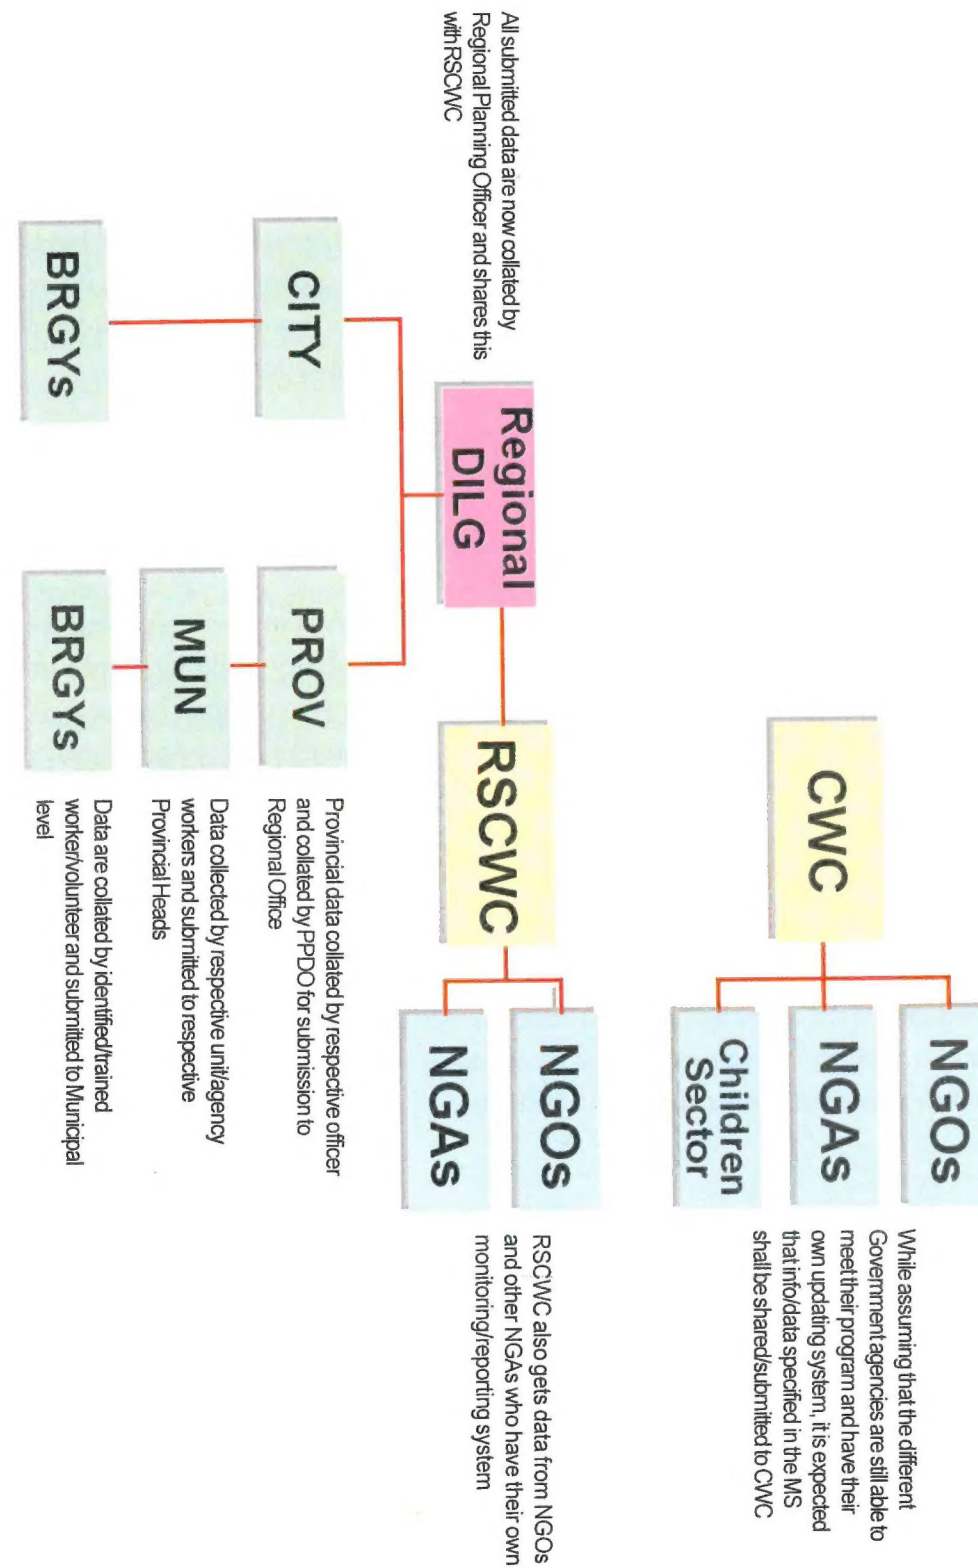 NGOs
NGAs
Children
Sector
CWC
While assuming that the different
Government agencies are still able to
meet their program and have their
own updating system, it is expected
that info/data specified in the MS
shall be shared/submitted to CWC
All submitted data are now collated by
Regional Planning Officer and shares this
with RSCWC
Regional
DILG
RSCWC
NGOs
NGAs
RSCWC also gets data from NGOs
and other NGAs who have their own
monitoring/reporting system
CITY
PROV
Provincial data collated by respective officer
and collated by PPDO for submission to
Regional Office
MUN
Data collected by respective unit/agency
workers and submitted to respective
Provincial Heads
BRGYs
BRGYs
Data are collated by identified/trained
worker/volunteer and submitted to Municipal
level